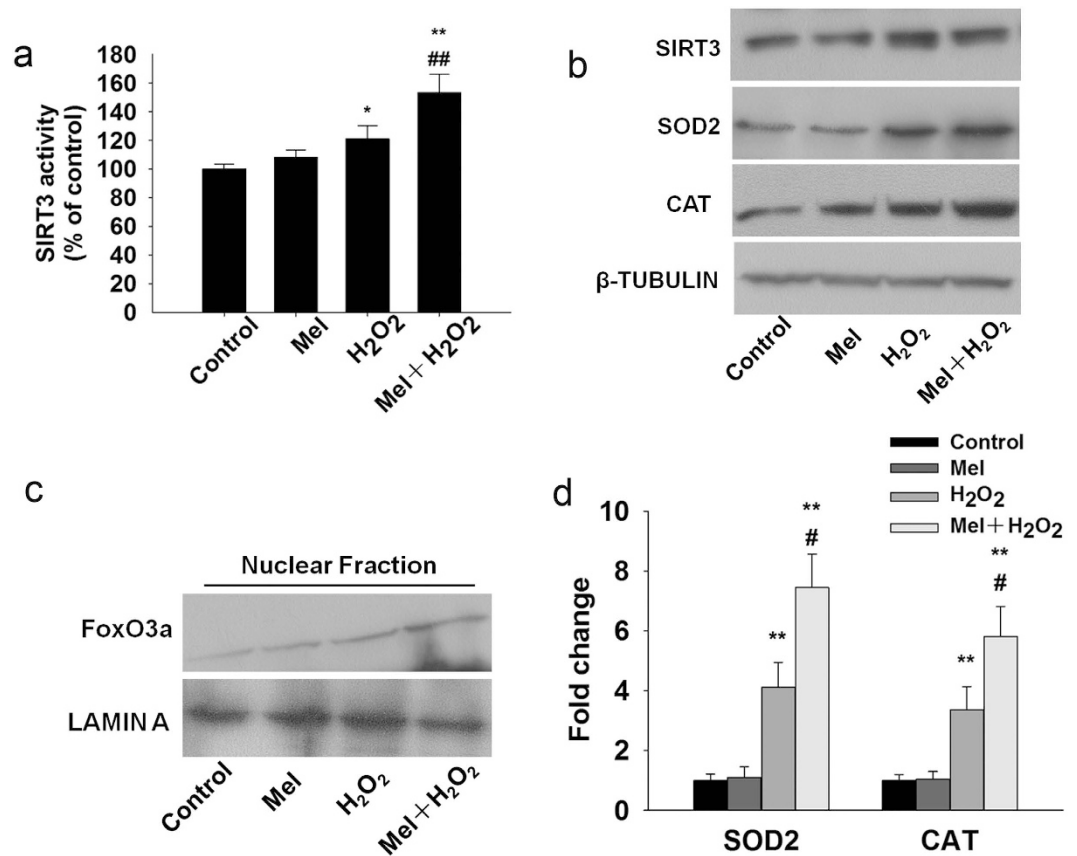 a
SIRT3 activity
(% of control)
180
160
140
120
100
80
60
40
20
0
*
**
##
Control
Mel
H₂O₂
Mel+H₂O₂
b
SIRT3
SOD2
CAT
β-TUBULIN
Control
Mel
H₂O₂
Mel+H₂O₂
c
Nuclear Fraction
FoxO3a
LAMIN A
Control
Mel
H₂O₂
Mel+H₂O₂
d
Control
Mel
H₂O₂
Mel+H₂O₂
Fold change
10
8
6
4
2
0
**
**
#
**
**
#
SOD2
CAT